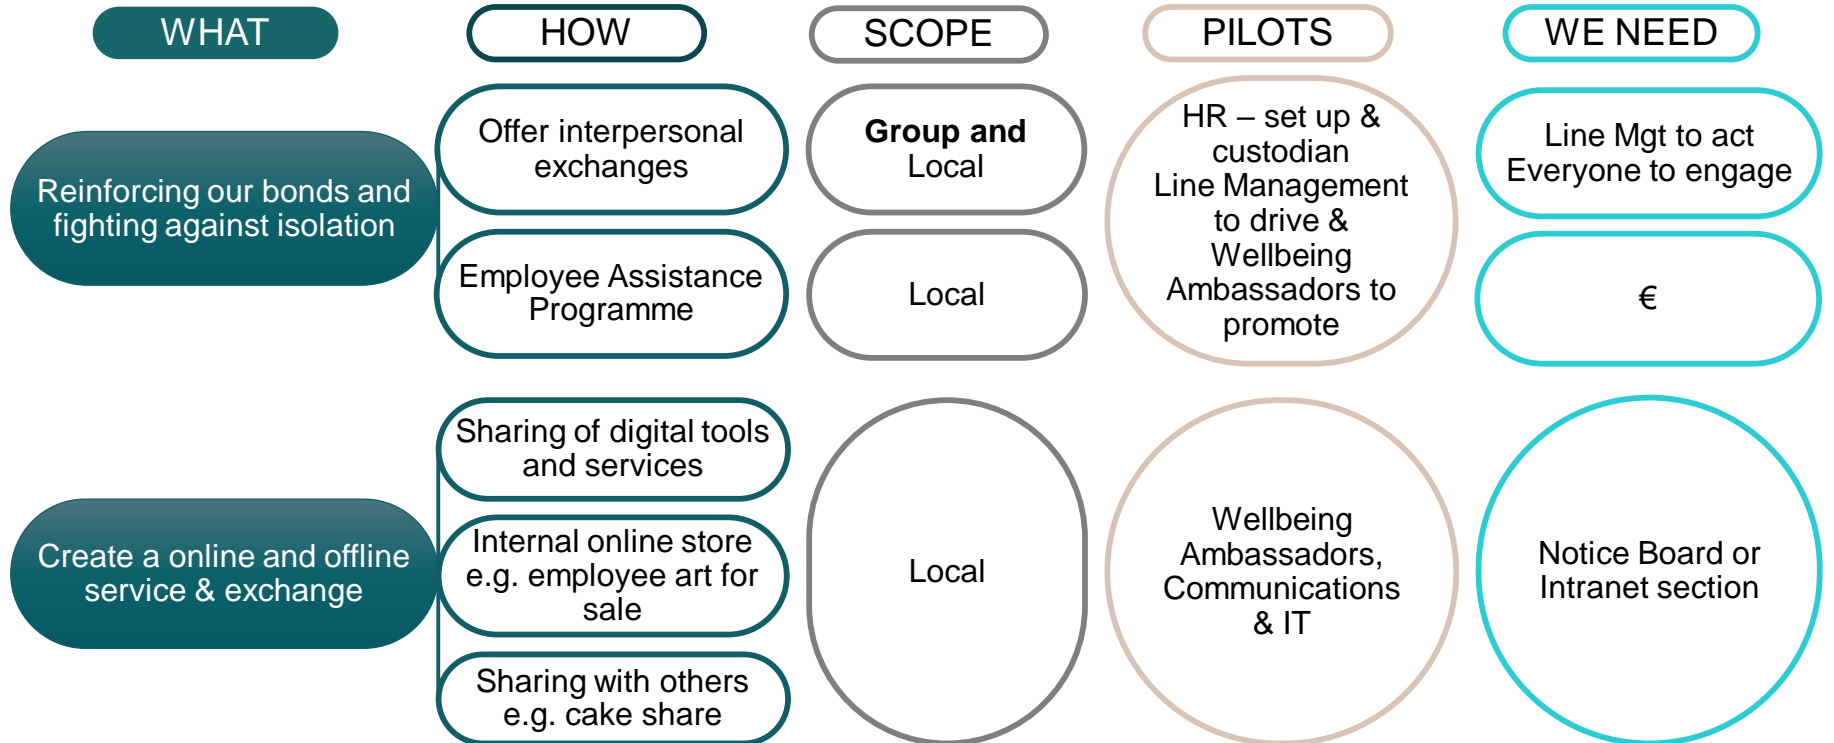 WHAT
HOW
SCOPE
PILOTS
WE NEED
Reinforcing our bonds and
fighting against isolation
Offer interpersonal
exchanges
Group and
Local
HR – set up &
custodian
Line Management
to drive &
Wellbeing
Ambassadors to
promote
Line Mgt to act
Everyone to engage
Employee Assistance
Programme
Local
€
Create a online and offline
service & exchange
Sharing of digital tools
and services
Internal online store
e.g. employee art for
sale
Sharing with others
e.g. cake share
Local
Wellbeing
Ambassadors,
Communications
& IT
Notice Board or
Intranet section